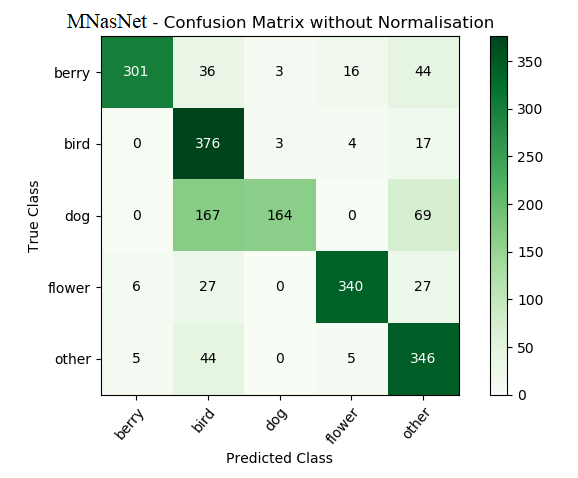 MNasNet - Confusion Matrix without Normalisation
berry 301 36 3 16 44
bird 0 376 3 4 17
dog 0 167 164 0 69
flower 6 27 0 340 27
other 5 44 0 5 346
berry bird dog flower other
Predicted Class
True Class
350
300
250
200
150
100
50
0